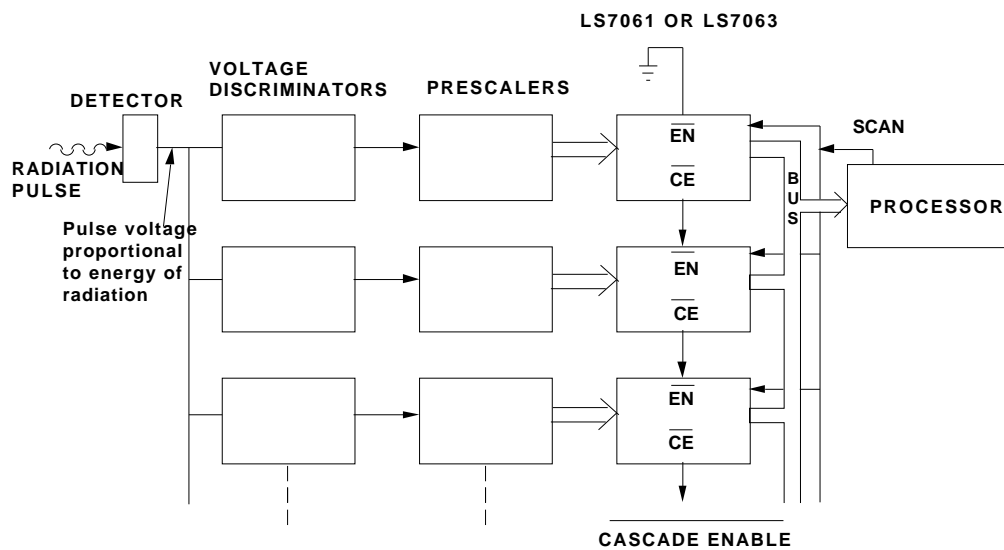 LS7061 OR LS7063
VOLTAGE
DISCRIMINATORS
PRESCALERS
DETECTOR
RADIATION
PULSE
Pulse voltage
proportional
to energy of
radiation
EN
CE
EN
CE
EN
CE
BUS
SCAN
PROCESSOR
CASCADE ENABLE